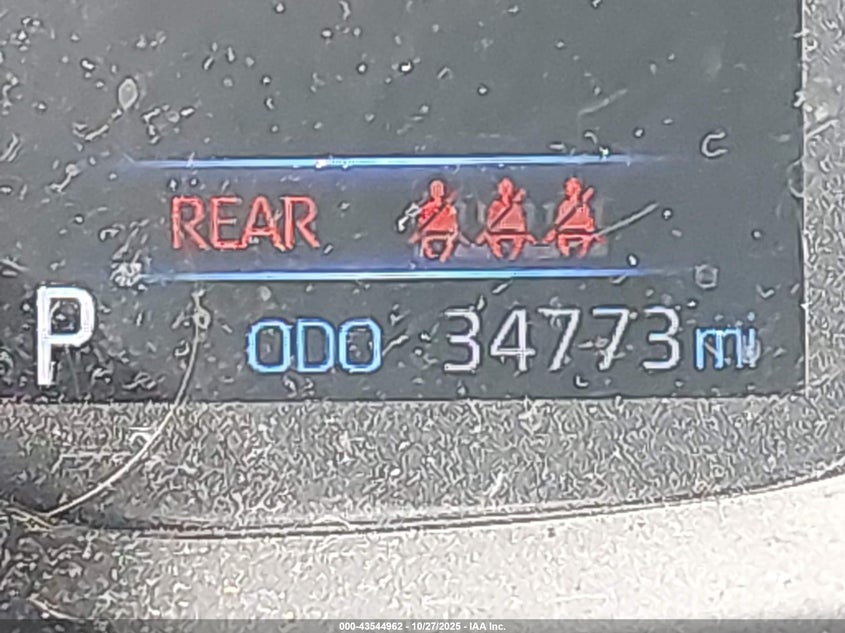 REAR
P ODO 34773 mi
000-43544962 - 10/27/2025 - IAA Inc.